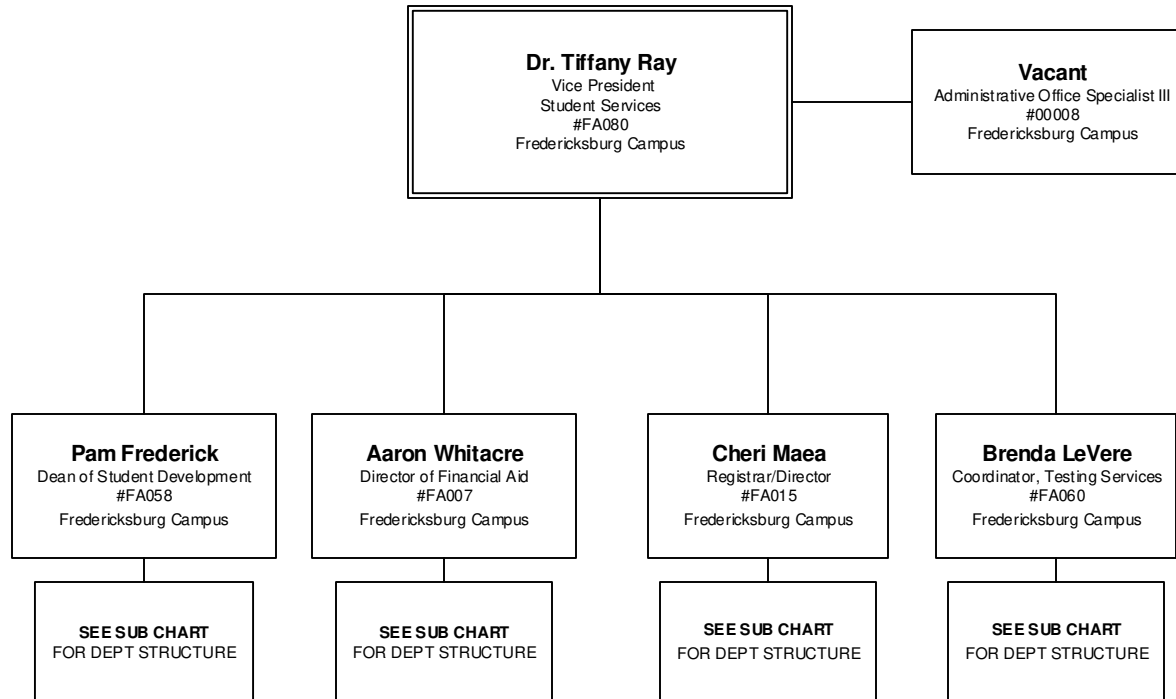 Dr. Tiffany Ray
Vice President
Student Services
#FA080
Fredericksburg Campus
Vacant
Administrative Office Specialist III
#00008
Fredericksburg Campus
Pam Frederick
Dean of Student Development
#FA058
Fredericksburg Campus
Aaron Whitacre
Director of Financial Aid
#FA007
Fredericksburg Campus
Cheri Maea
Registrar/Director
#FA015
Fredericksburg Campus
Brenda LeVere
Coordinator, Testing Services
#FA060
Fredericksburg Campus
SEE SUB CHART
FOR DEPT STRUCTURE
SEE SUB CHART
FOR DEPT STRUCTURE
SEE SUB CHART
FOR DEPT STRUCTURE
SEE SUB CHART
FOR DEPT STRUCTURE